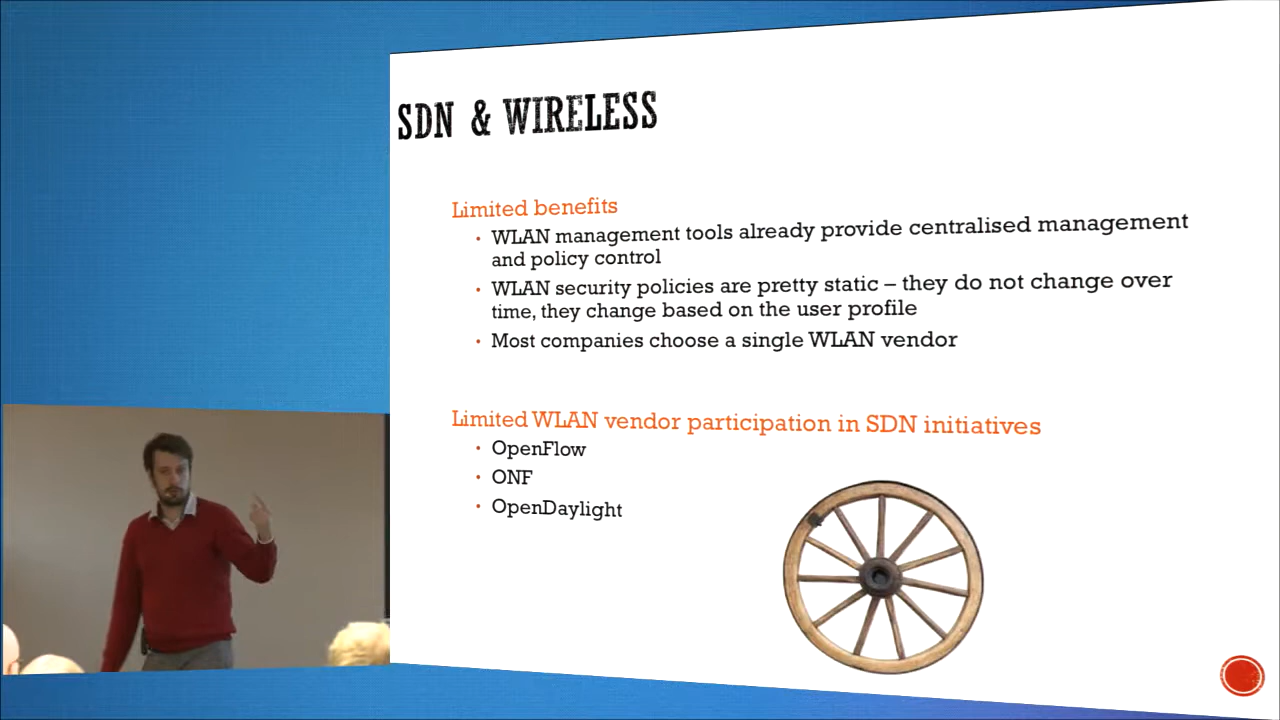 SDN & WIRELESS
Limited benefits
• WLAN management tools already provide centralised management
and policy control
• WLAN security policies are pretty static – they do not change over
time, they change based on the user profile
• Most companies choose a single WLAN vendor
Limited WLAN vendor participation in SDN initiatives
• OpenFlow
• ONF
• OpenDaylight